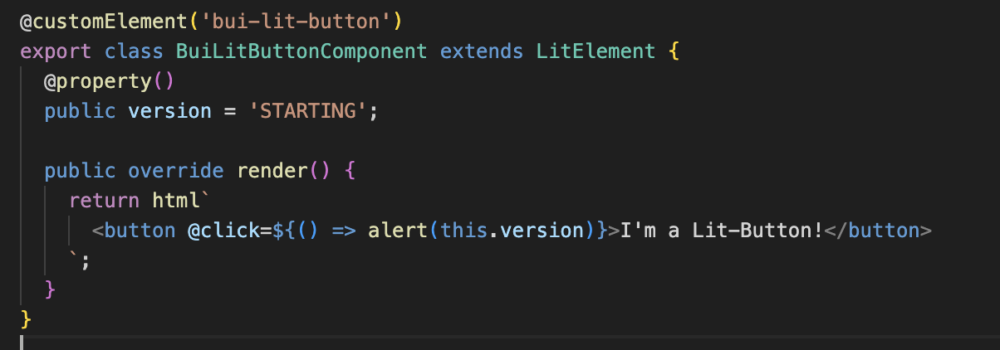 @customElement('bui-lit-button')
export class BuiLitButtonComponent extends LitElement {
  @property()
  public version = 'STARTING';

  public override render() {
    return html`
      <button @click=${() => alert(this.version)}>I'm a Lit-Button!</button>
    `;
  }
}